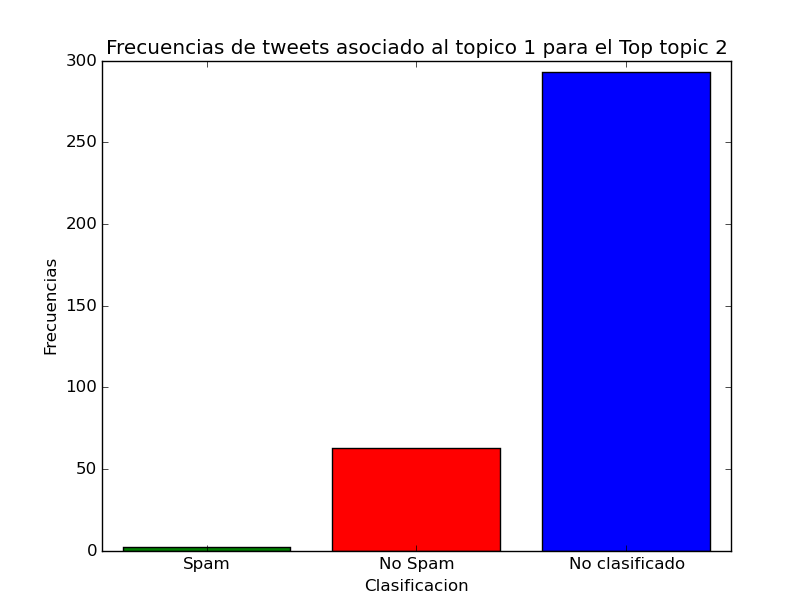 Frecuencias de tweets asociado al topico 1 para el Top topic 2
300
250
200
150
100
50
0
Frecuencias
Spam
No Spam
No clasificado
Clasificacion